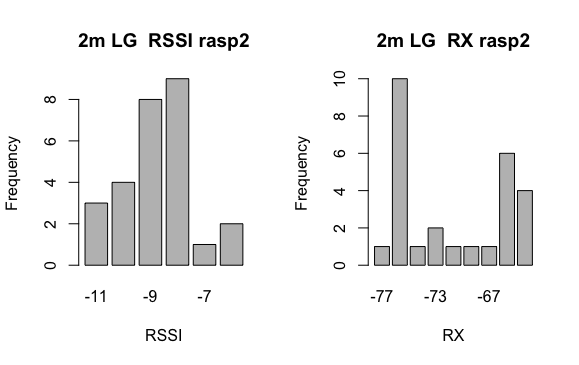 2m LG  RSSI rasp2
Frequency
0 2 4 6 8
-11 -9 -7
RSSI
2m LG  RX rasp2
Frequency
0 2 4 6 8 10
-77 -73 -67
RX